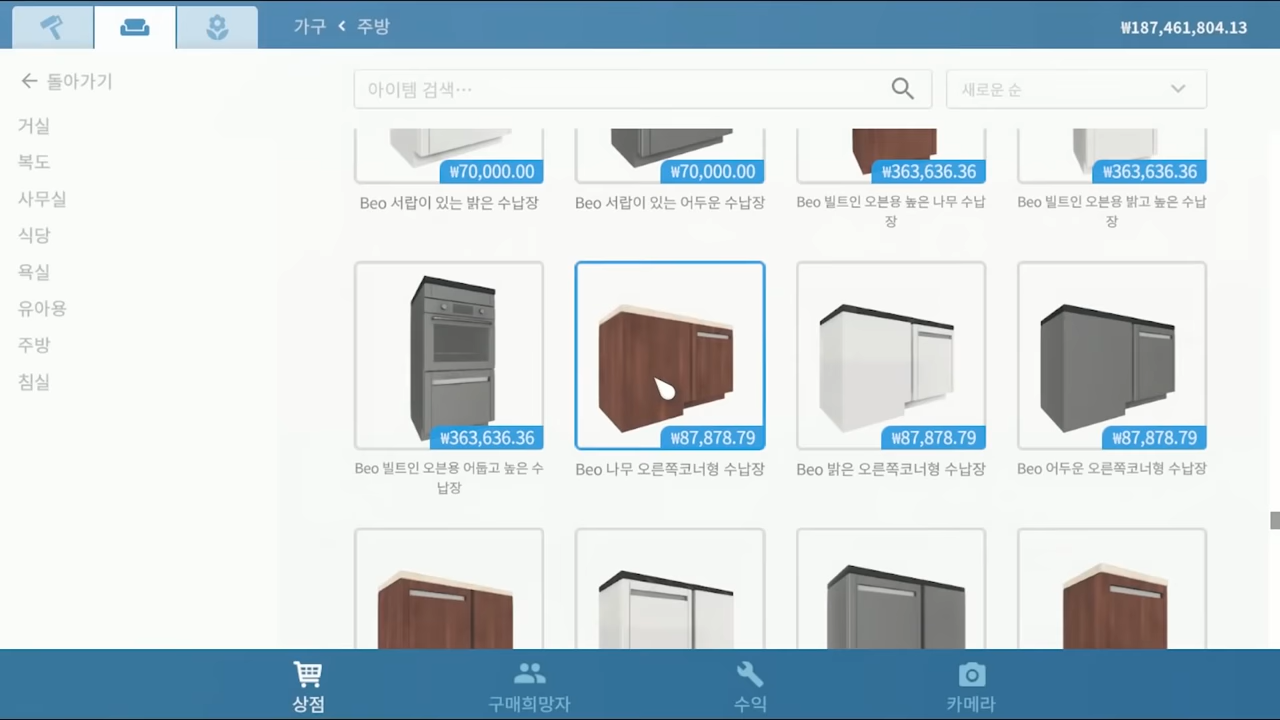 가구 < 주방
₩187,461,804.13
← 돌아가기
아이템 검색…
새로운 순
거실
복도
사무실
식당
욕실
유아용
주방
침실
₩70,000.00
₩70,000.00
₩363,636.36
₩363,636.36
Beo 서랍이 있는 밝은 수납장
Beo 서랍이 있는 어두운 수납장
Beo 빌트인 오븐용 높은 나무 수납
장
Beo 빌트인 오븐용 밝고 높은 수납
장
₩363,636.36
₩87,878.79
₩87,878.79
₩87,878.79
Beo 빌트인 오븐용 어둡고 높은 수
납장
Beo 나무 오른쪽코너형 수납장
Beo 밝은 오른쪽코너형 수납장
Beo 어두운 오른쪽코너형 수납장
상점
구매희망자
수익
카메라